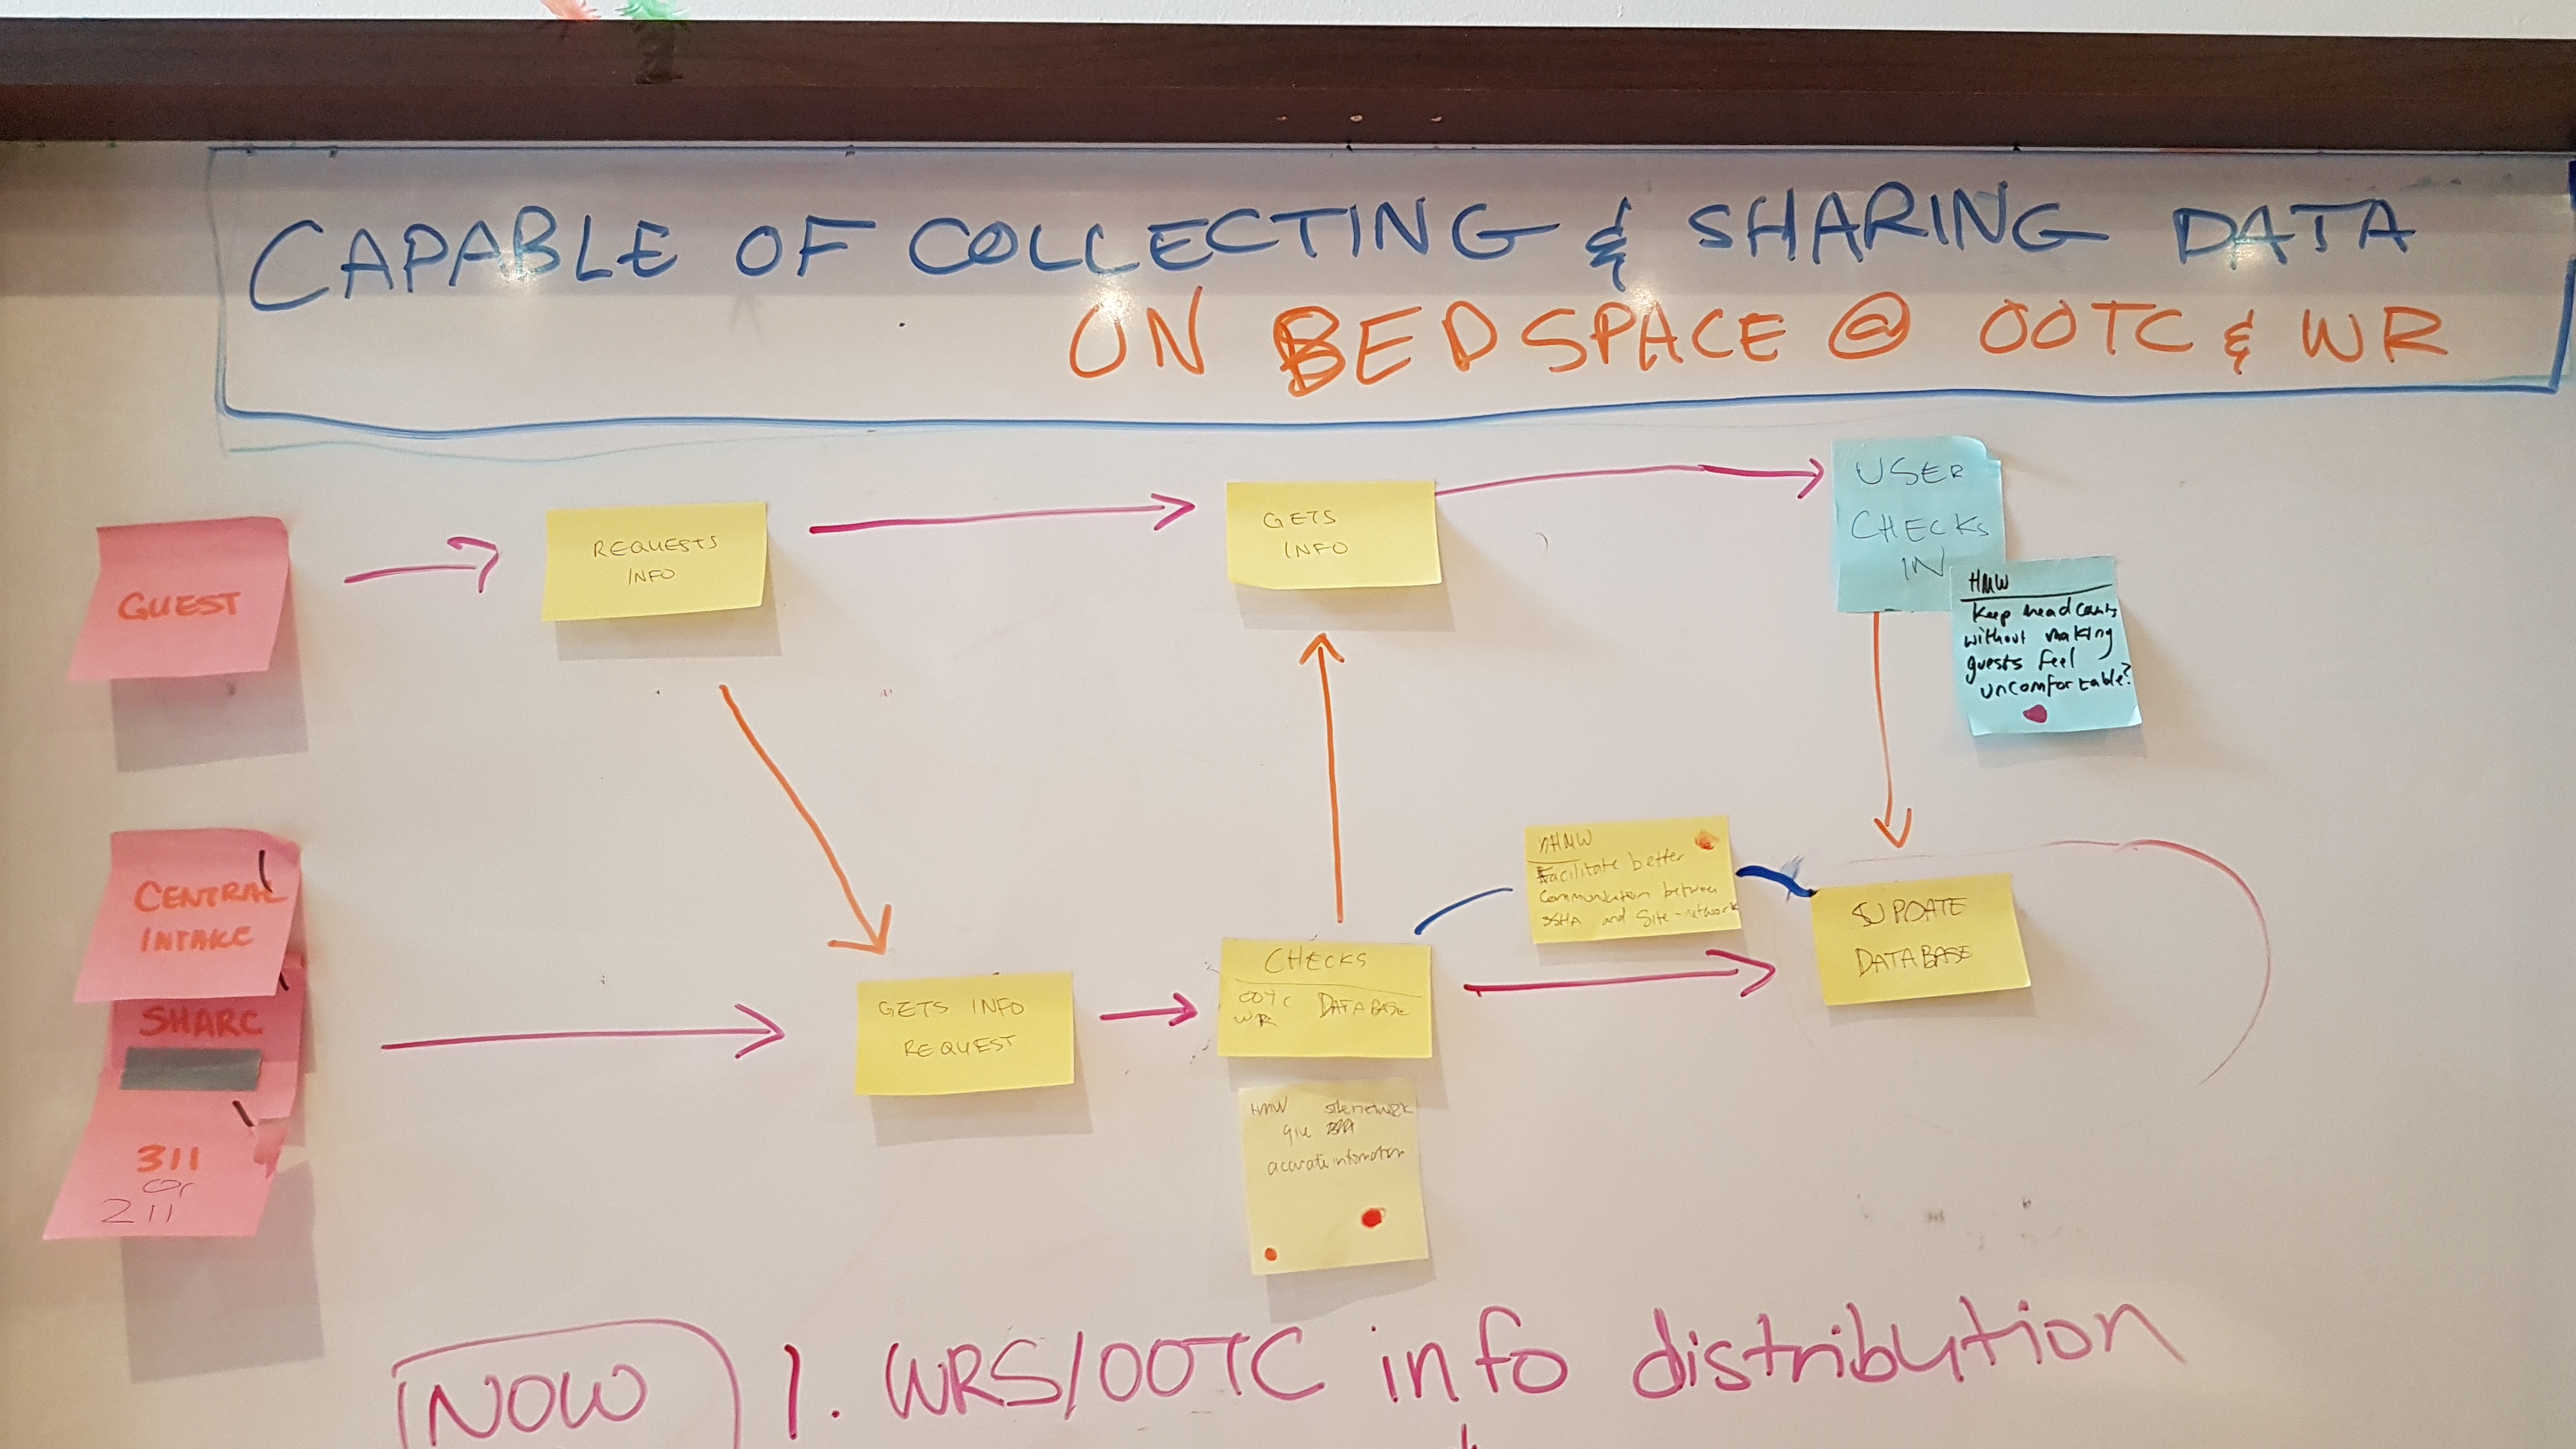 CAPABLE OF COLLECTING & SHARING DATA
ON BEDSPACE @ OOTC & WR
GUEST
REQUESTS
INFO
GETS
INFO
USER
CHECKS
IN
HMW
Keep head counts
without making
guests feel
uncomfortable?
CENTRAL
INTAKE
SHARC
311
or
211
GETS INFO
REQUEST
CHECKS
OOTC DATABASE
WR
HMW
Facilitate better
Communication between
SSHA and Site-network
UPDATE
DATABASE
HMW site network
give
accurate information
NOW
1. WRS/OOTC info distribution